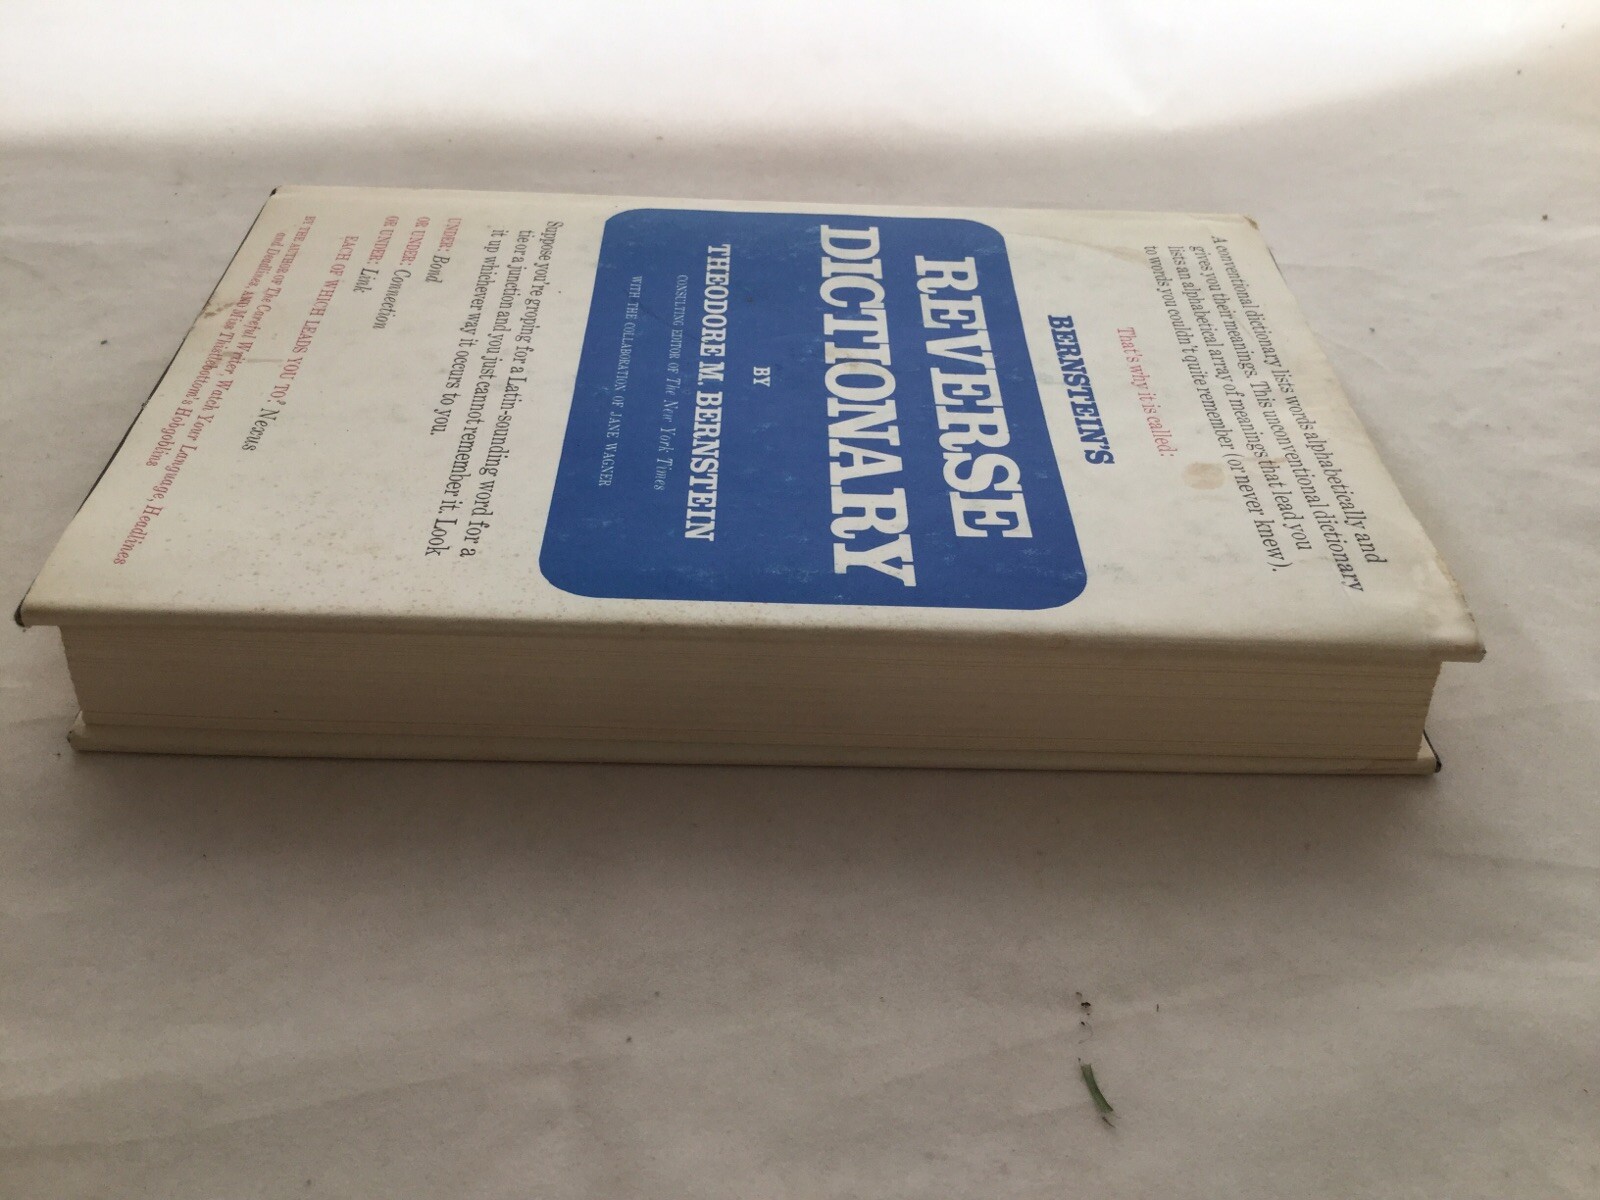 A conventional dictionary lists words alphabetically and
gives you their meanings. This unconventional dictionary
lists an alphabetical array of meanings that lead you
to words you couldn't quite remember (or never knew).
That's why it is called:
BERNSTEIN'S
REVERSE
DICTIONARY
BY
THEODORE M. BERNSTEIN
CONSULTING EDITOR OF The New York Times
WITH THE COLLABORATION OF JANE WAGNER
Suppose you're groping for a Latin-sounding word for a
tie or a junction and you just cannot remember it. Look
it up whichever way it occurs to you.
UNDER: Bond
OR UNDER: Connection
OR UNDER: Link
EACH OF WHICH LEADS YOU TO: Nexus
BY THE AUTHOR OF The Careful Writer, Watch Your Language, Headlines
and Deadlines, AND Miss Thistlebottom's Hobgoblins